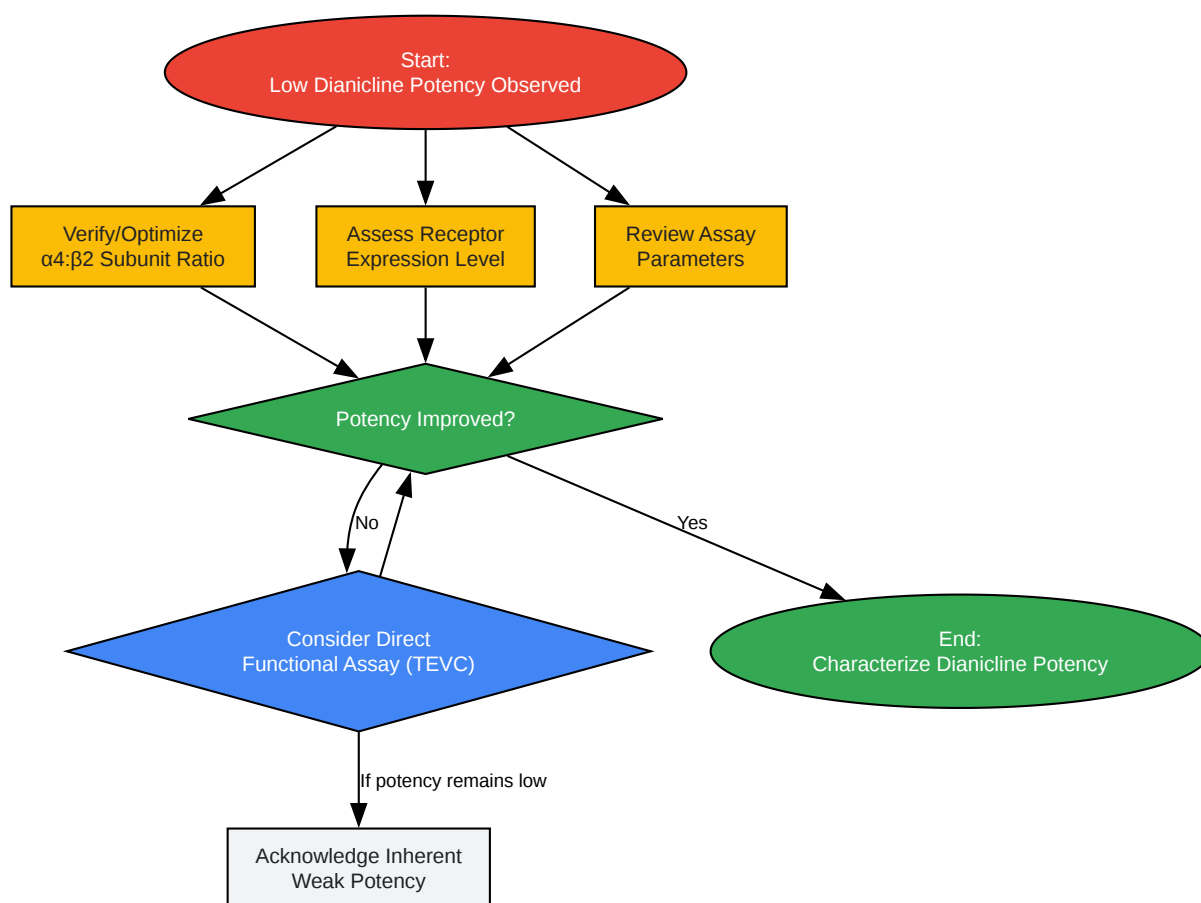 Start:
Low Dianicline Potency Observed
Verify/Optimize
α4:β2 Subunit Ratio
Assess Receptor
Expression Level
Review Assay
Parameters
Potency Improved?
No
Yes
Consider Direct
Functional Assay (TEVC)
End:
Characterize Dianicline Potency
If potency remains low
Acknowledge Inherent
Weak Potency